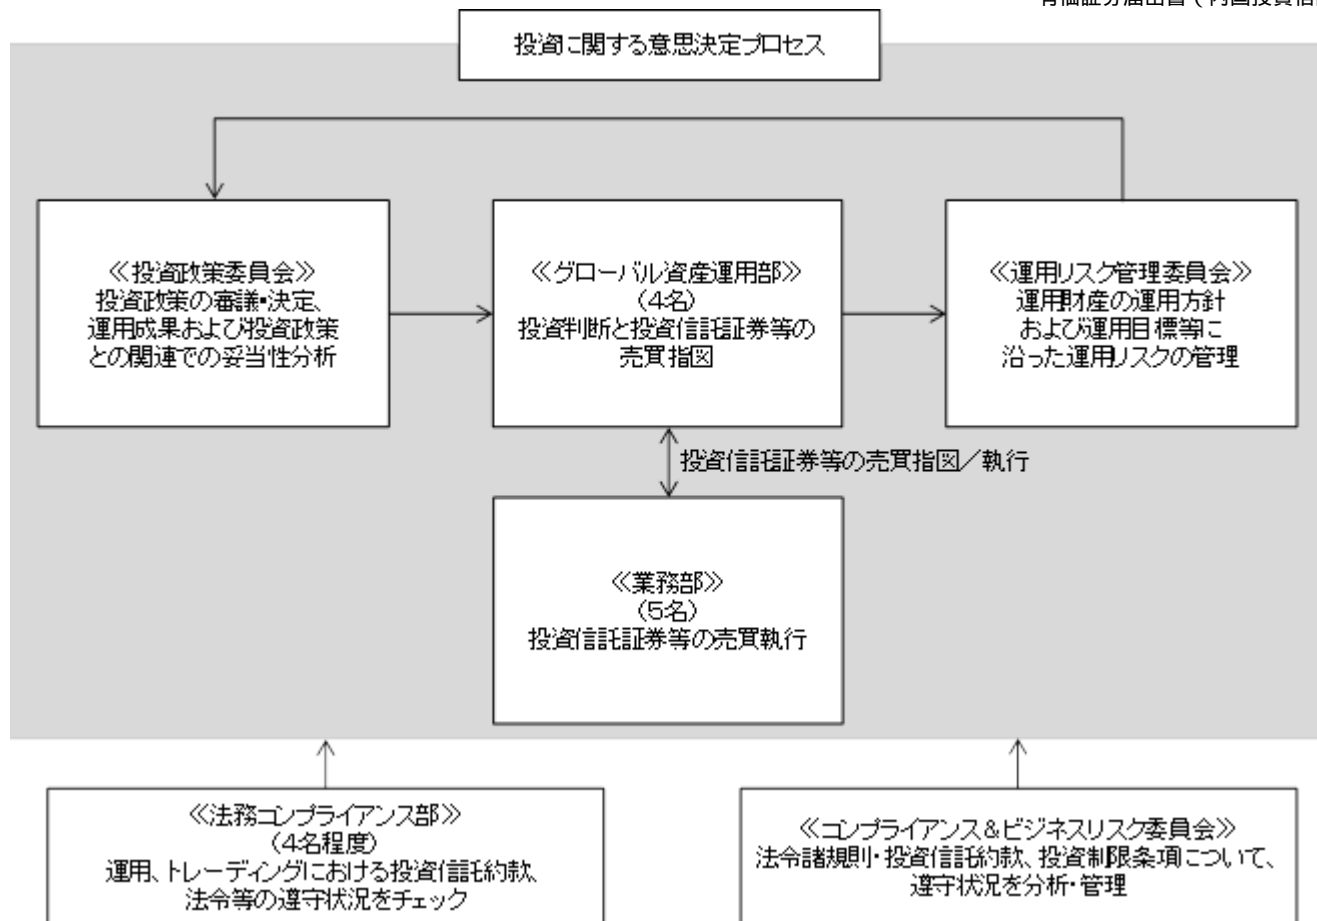 投資に関する意思決定プロセス
≪投資政策委員会≫
投資政策の審議・決定、
運用成果および投資政策
との関連での妥当性分析
≪グローバル資産運用部≫
(4名)
投資判断と投資信託証券等の
売買指図
≪運用リスク管理委員会≫
運用財産の運用方針
および運用目標等に
沿った運用リスクの管理
投資信託証券等の売買指図/執行
≪業務部≫
(5名)
投資信託証券等の売買執行
≪法務コンプライアンス部≫
(4名程度)
運用、トレーディングにおける投資信託約款、
法令等の遵守状況をチェック
≪コンプライアンス&ビジネスリスク委員会≫
法令諸規則・投資信託約款、投資制限条項について、
遵守状況を分析・管理